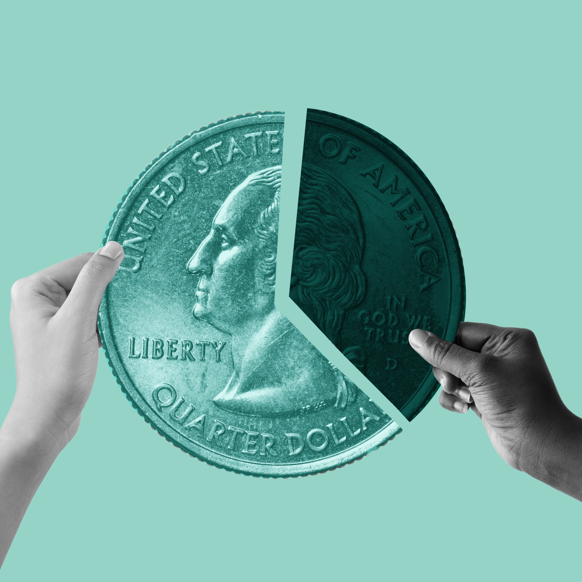 UNITED STATES OF AMERICA
LIBERTY
IN
GOD WE
TRUST
D
QUARTER DOLLA